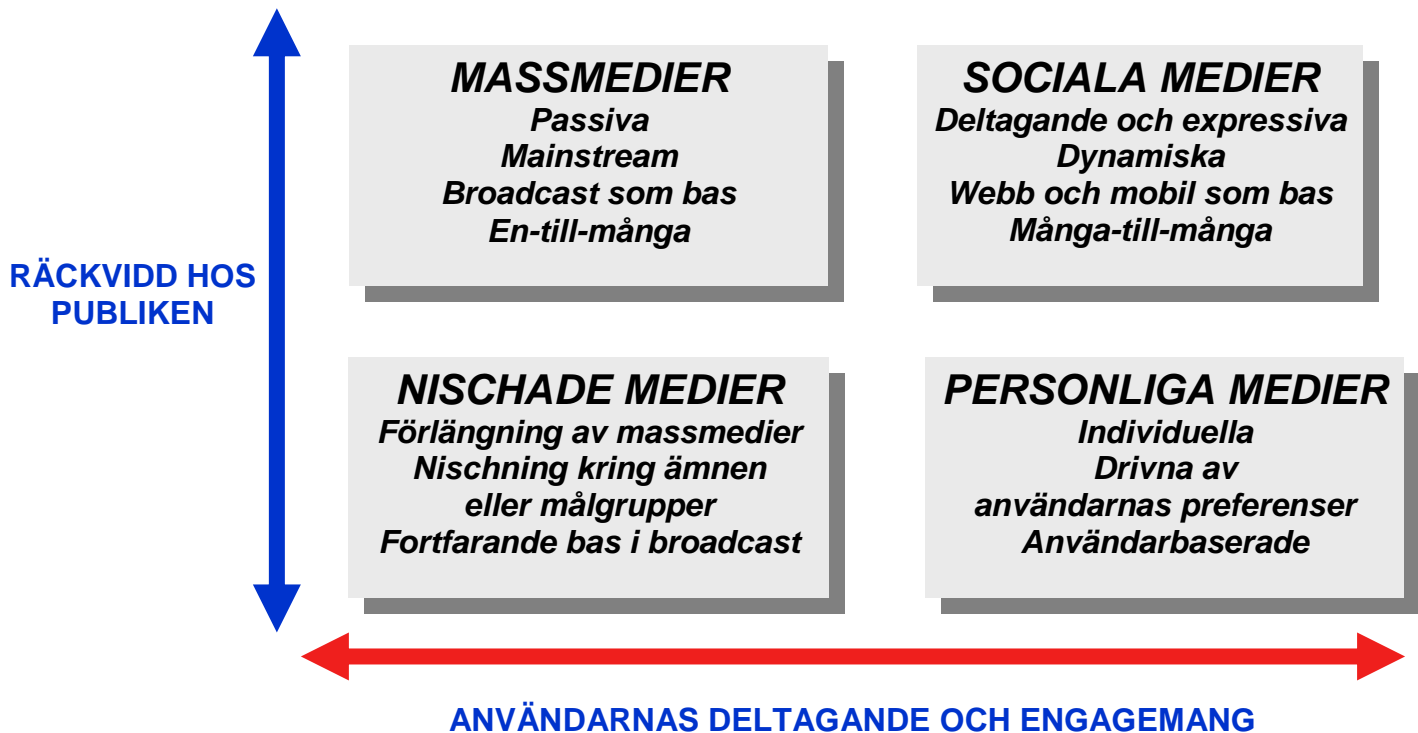 MASSMEDIER
Passiva
Mainstream
Broadcast som bas
En-till-många
SOCIALA MEDIER
Deltagande och expressiva
Dynamiska
Webb och mobil som bas
Många-till-många
RÄCKVIDD HOS
PUBLIKEN
NISCHADE MEDIER
Förlängning av massmedier
Nischning kring ämnen
eller målgrupper
Fortfarande bas i broadcast
PERSONLIGA MEDIER
Individuella
Drivna av
användarnas preferenser
Användarbaserade
ANVÄNDARNAS DELTAGANDE OCH ENGAGEMANG